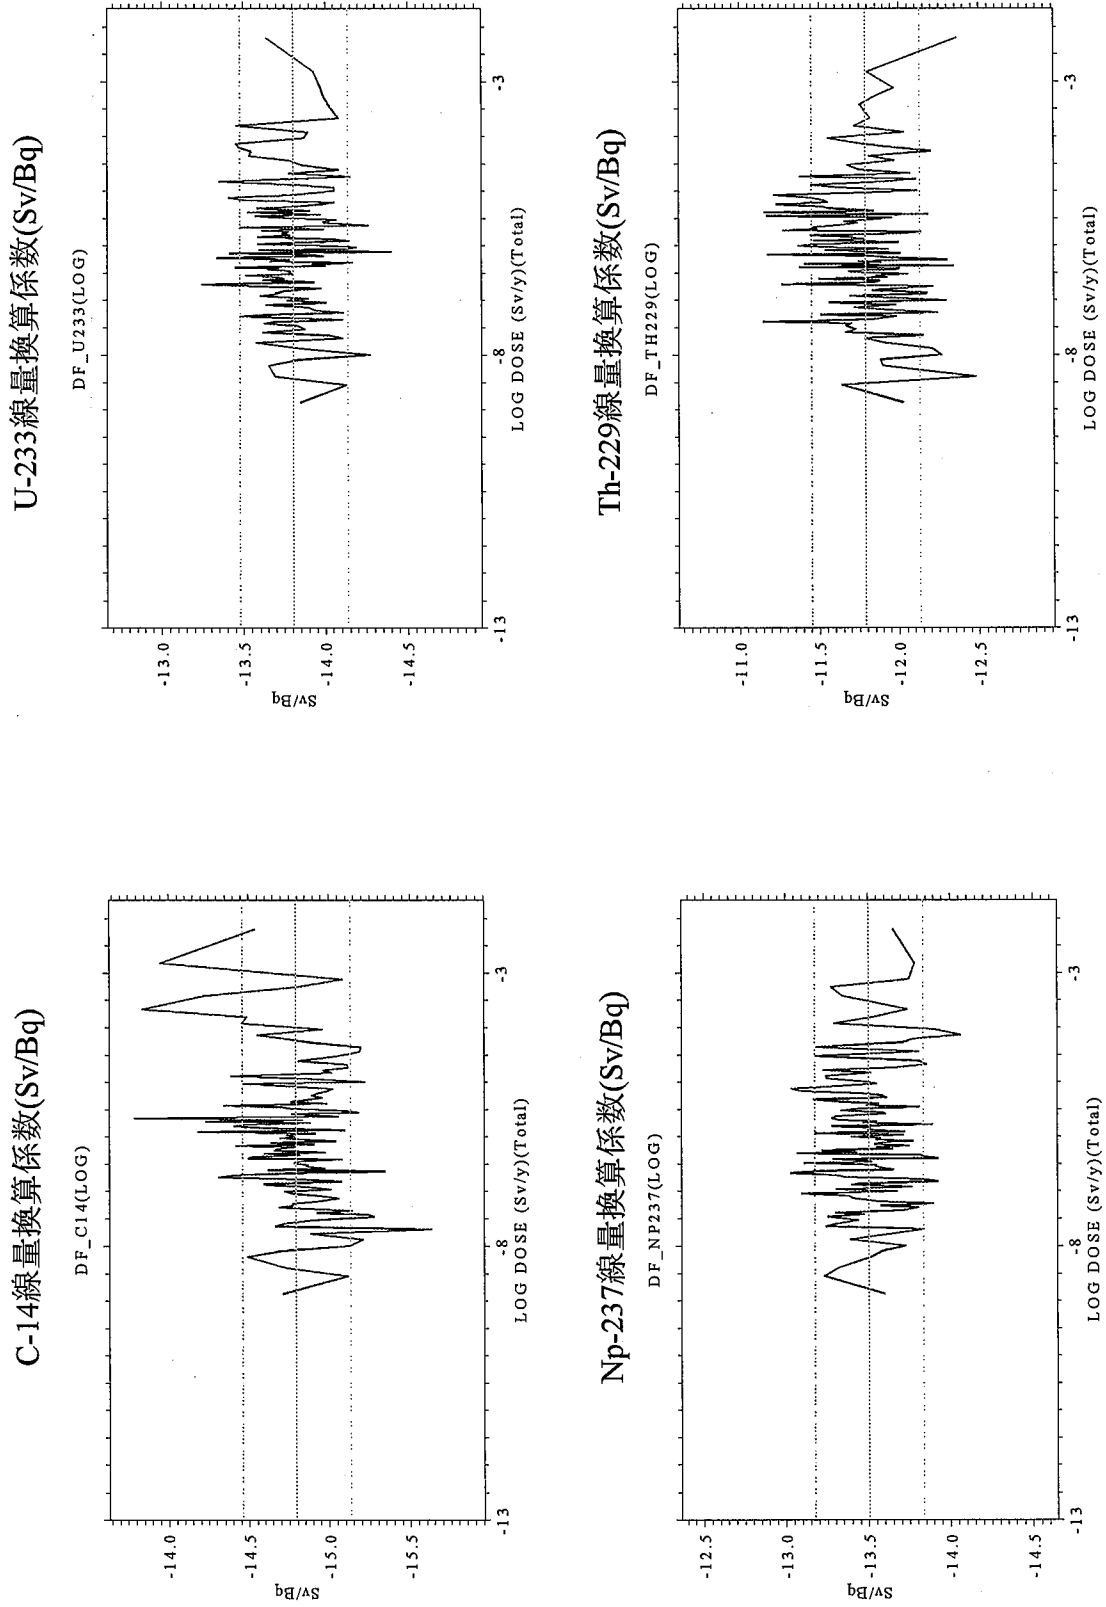 C-14線量換算係数(Sv/Bq)
DF_C14(LOG)
-14.0
-14.5
-15.0
-15.5
Sv/Bq
-13
-8
-3
LOG DOSE (Sv/y)(Total)
U-233線量換算係数(Sv/Bq)
DF_U233(LOG)
-13.0
-13.5
-14.0
-14.5
Sv/Bq
-13
-8
-3
LOG DOSE (Sv/y)(Total)
Np-237線量換算係数(Sv/Bq)
DF_NP237(LOG)
-12.5
-13.0
-13.5
-14.0
-14.5
Sv/Bq
-13
-8
-3
LOG DOSE (Sv/y)(Total)
Th-229線量換算係数(Sv/Bq)
DF_TH229(LOG)
-11.0
-11.5
-12.0
-12.5
Sv/Bq
-13
-8
-3
LOG DOSE (Sv/y)(Total)